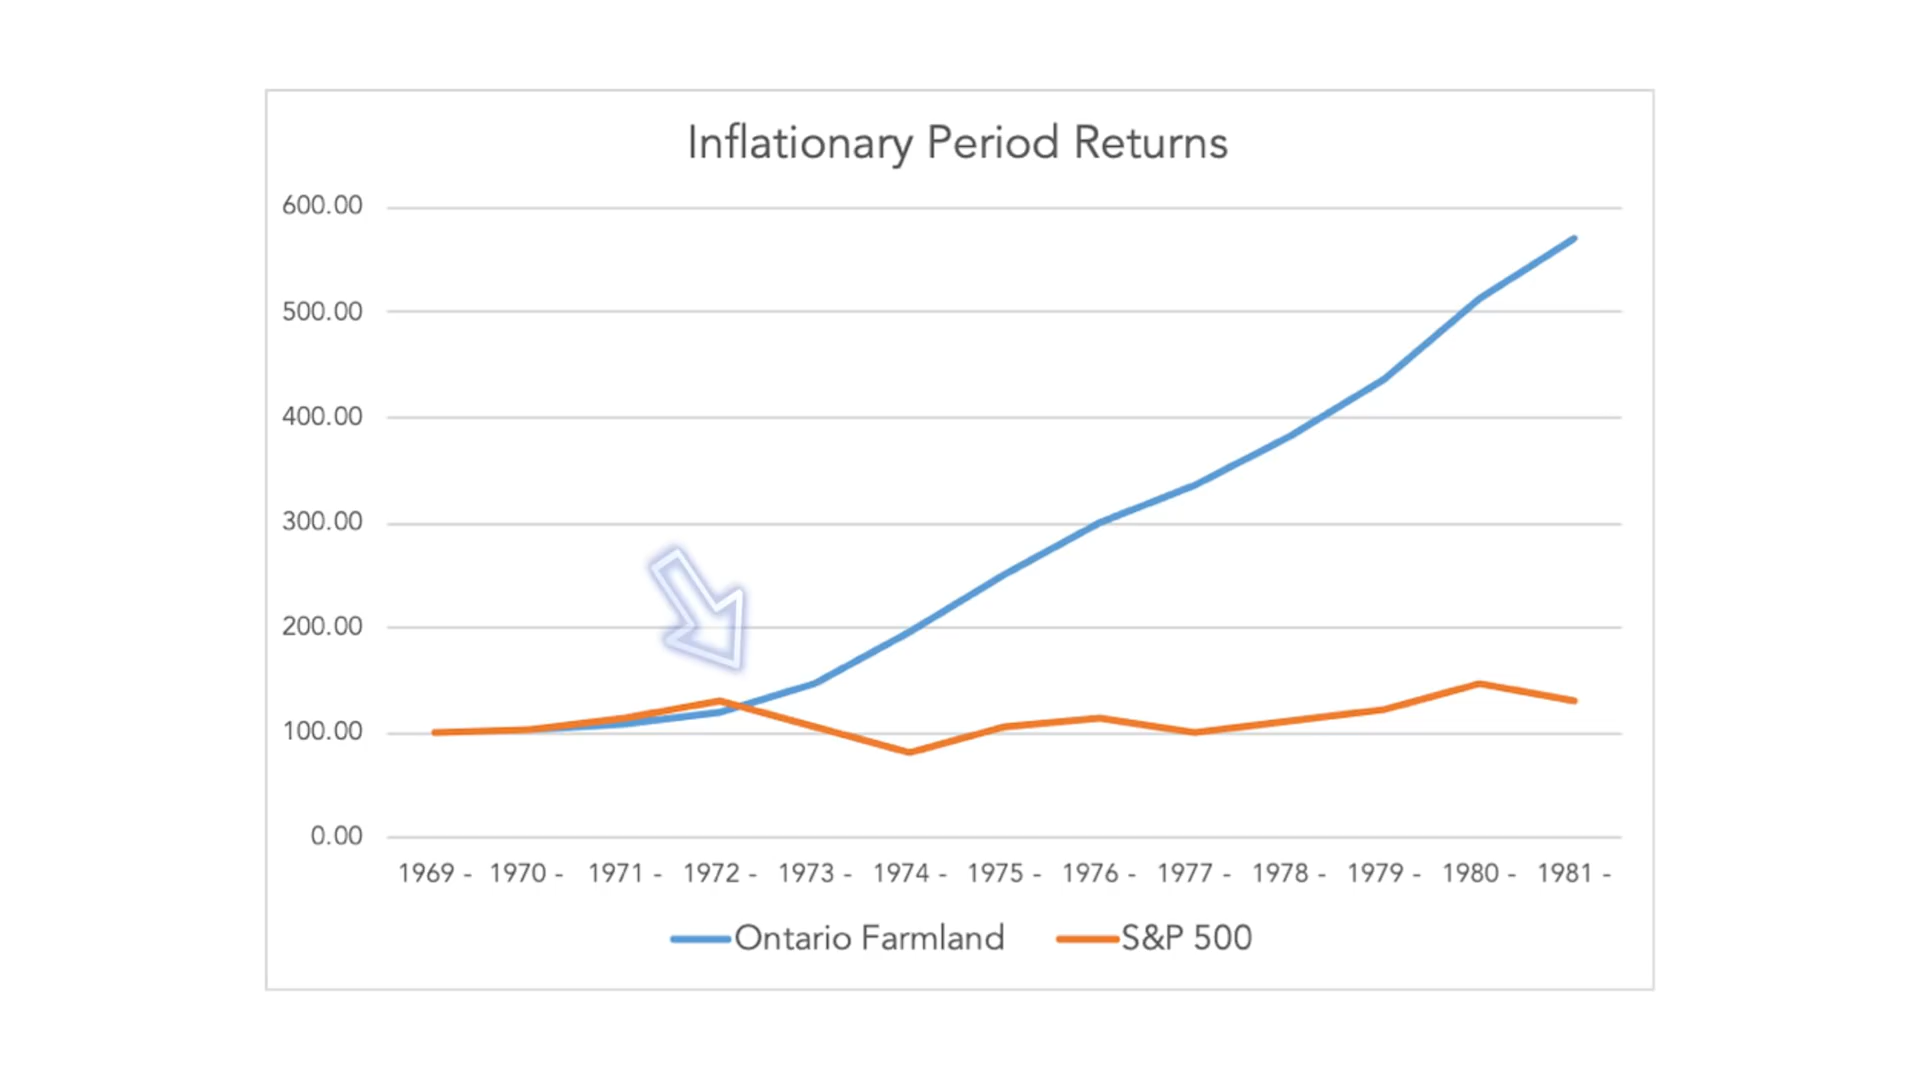 Inflationary Period Returns
600.00
500.00
400.00
300.00
200.00
100.00
0.00
1969 - 1970 - 1971 - 1972 - 1973 - 1974 - 1975 - 1976 - 1977 - 1978 - 1979 - 1980 - 1981 -
Ontario Farmland S&P 500